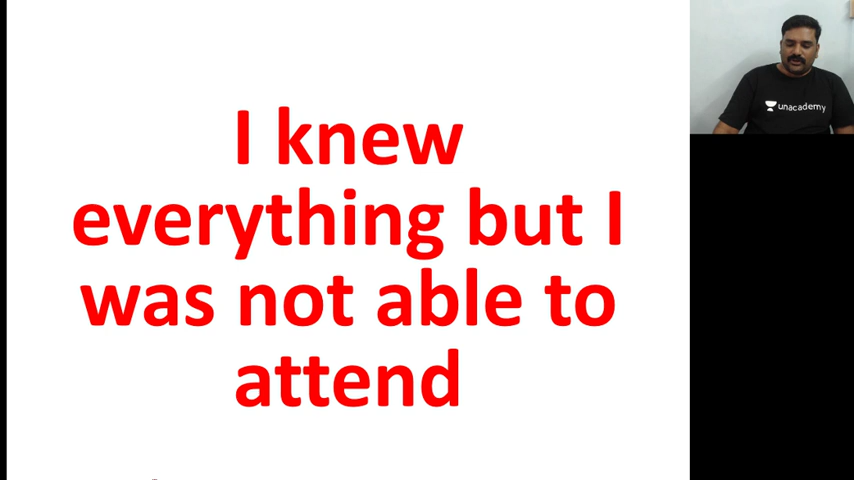 I knew
everything but I
was not able to
attend
unacademy